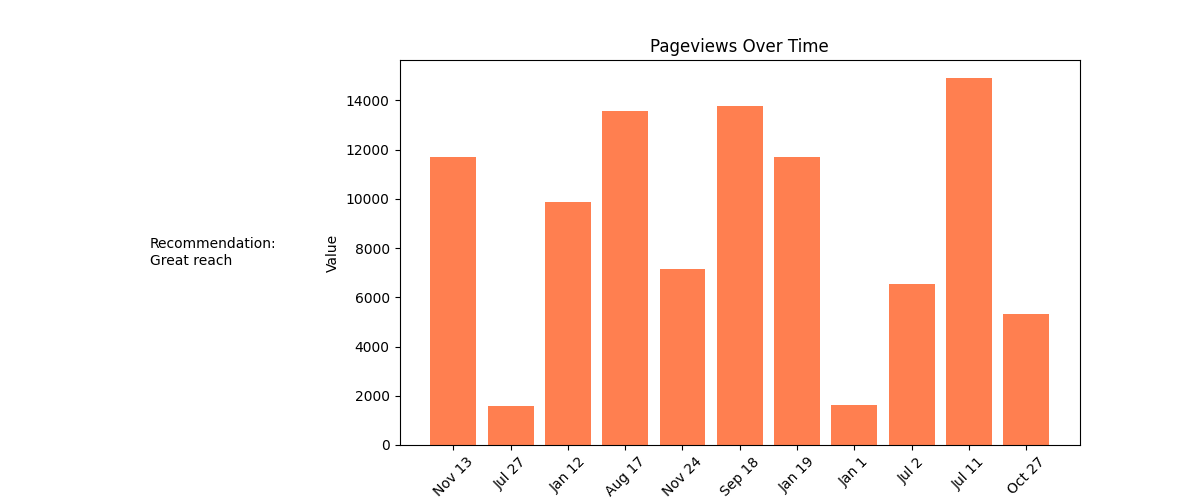 Pageviews Over Time
Recommendation:
Great reach
Value
14000
12000
10000
8000
6000
4000
2000
0
Nov 13
Jul 27
Jan 12
Aug 17
Nov 24
Sep 18
Jan 19
Jan 1
Jul 2
Jul 11
Oct 27